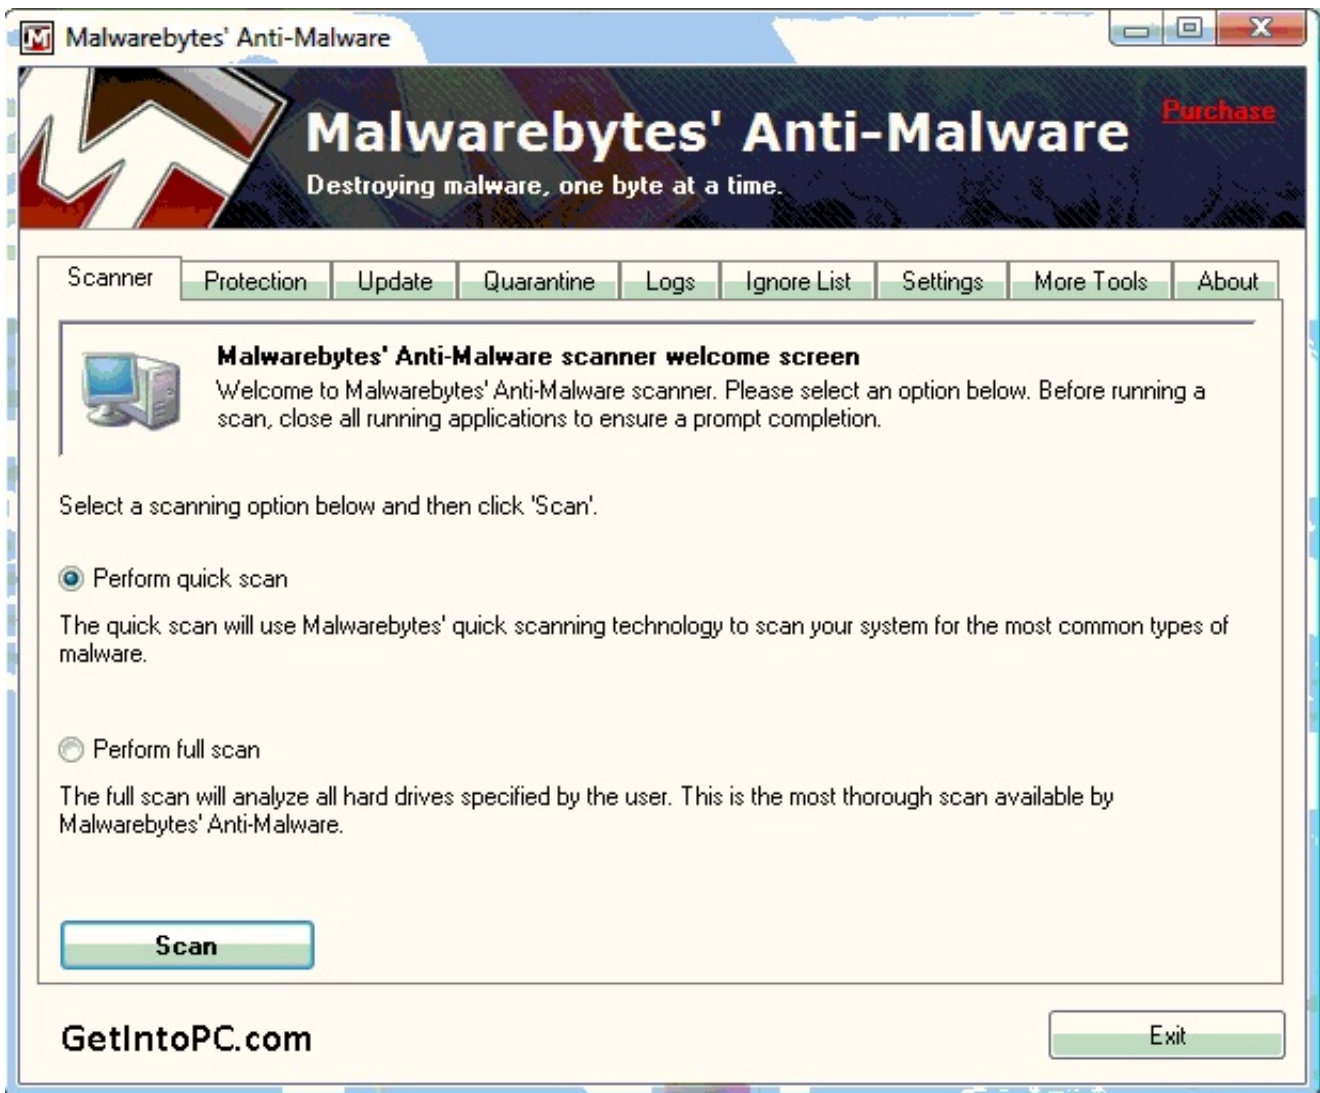 Malwarebytes' Anti-Malware
Malwarebytes' Anti-Malware
Purchase
Destroying malware, one byte at a time.
Scanner Protection Update Quarantine Logs Ignore List Settings More Tools About
Malwarebytes' Anti-Malware scanner welcome screen
Welcome to Malwarebytes' Anti-Malware scanner. Please select an option below. Before running a
scan, close all running applications to ensure a prompt completion.
Select a scanning option below and then click 'Scan'.
Perform quick scan
The quick scan will use Malwarebytes' quick scanning technology to scan your system for the most common types of
malware.
Perform full scan
The full scan will analyze all hard drives specified by the user. This is the most thorough scan available by
Malwarebytes' Anti-Malware.
Scan
GetIntoPC.com
Exit